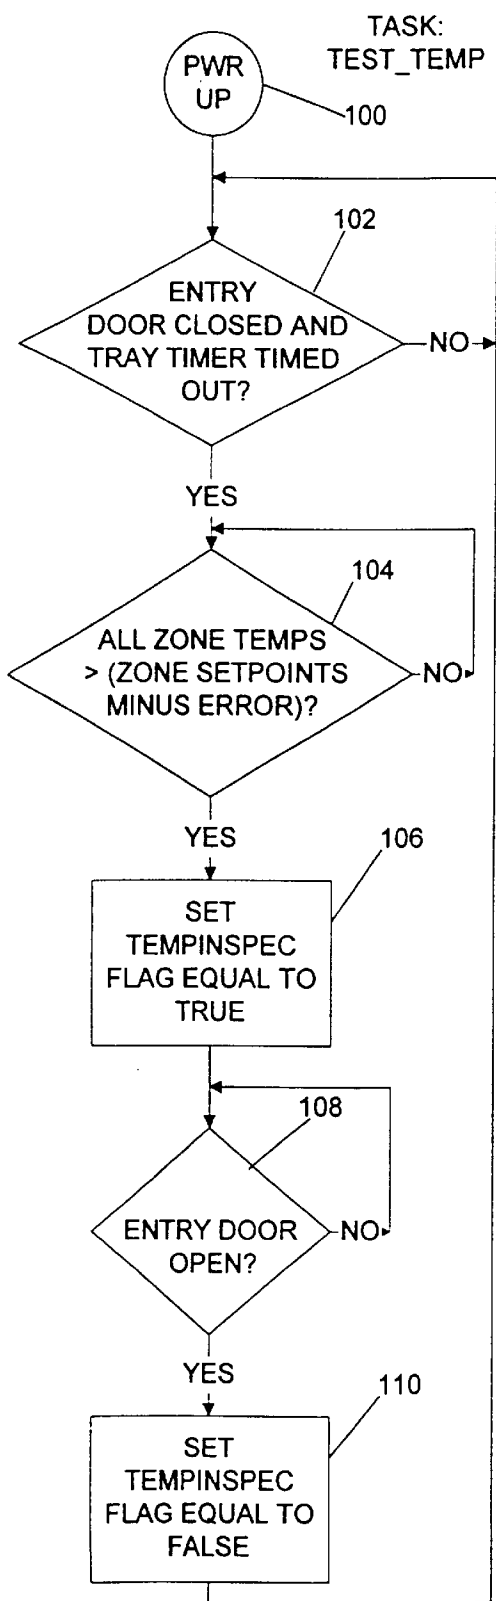 TASK:
TEST_TEMP
PWR
UP
100
102
ENTRY
DOOR CLOSED AND
TRAY TIMER TIMED
OUT?
NO
YES
104
ALL ZONE TEMPS
> (ZONE SETPOINTS
MINUS ERROR)?
NO
YES
106
SET
TEMPINSPEC
FLAG EQUAL TO
TRUE
108
ENTRY DOOR
OPEN?
NO
YES
110
SET
TEMPINSPEC
FLAG EQUAL TO
FALSE